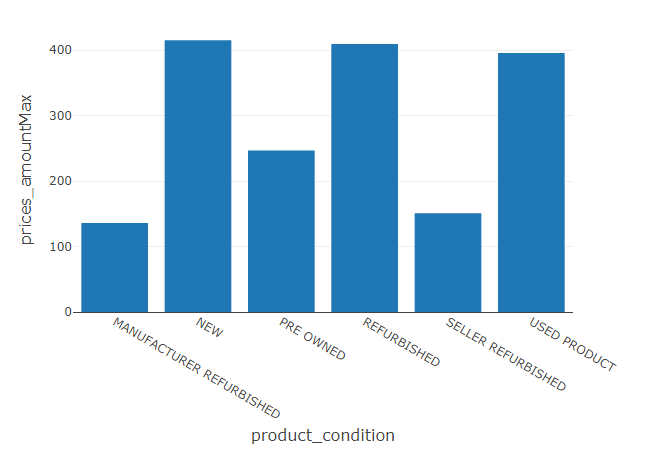 prices_amountMax
400
300
200
100
0
MANUFACTURER REFURBISHED
NEW
PRE OWNED
REFURBISHED
SELLER REFURBISHED
USED PRODUCT
product_condition